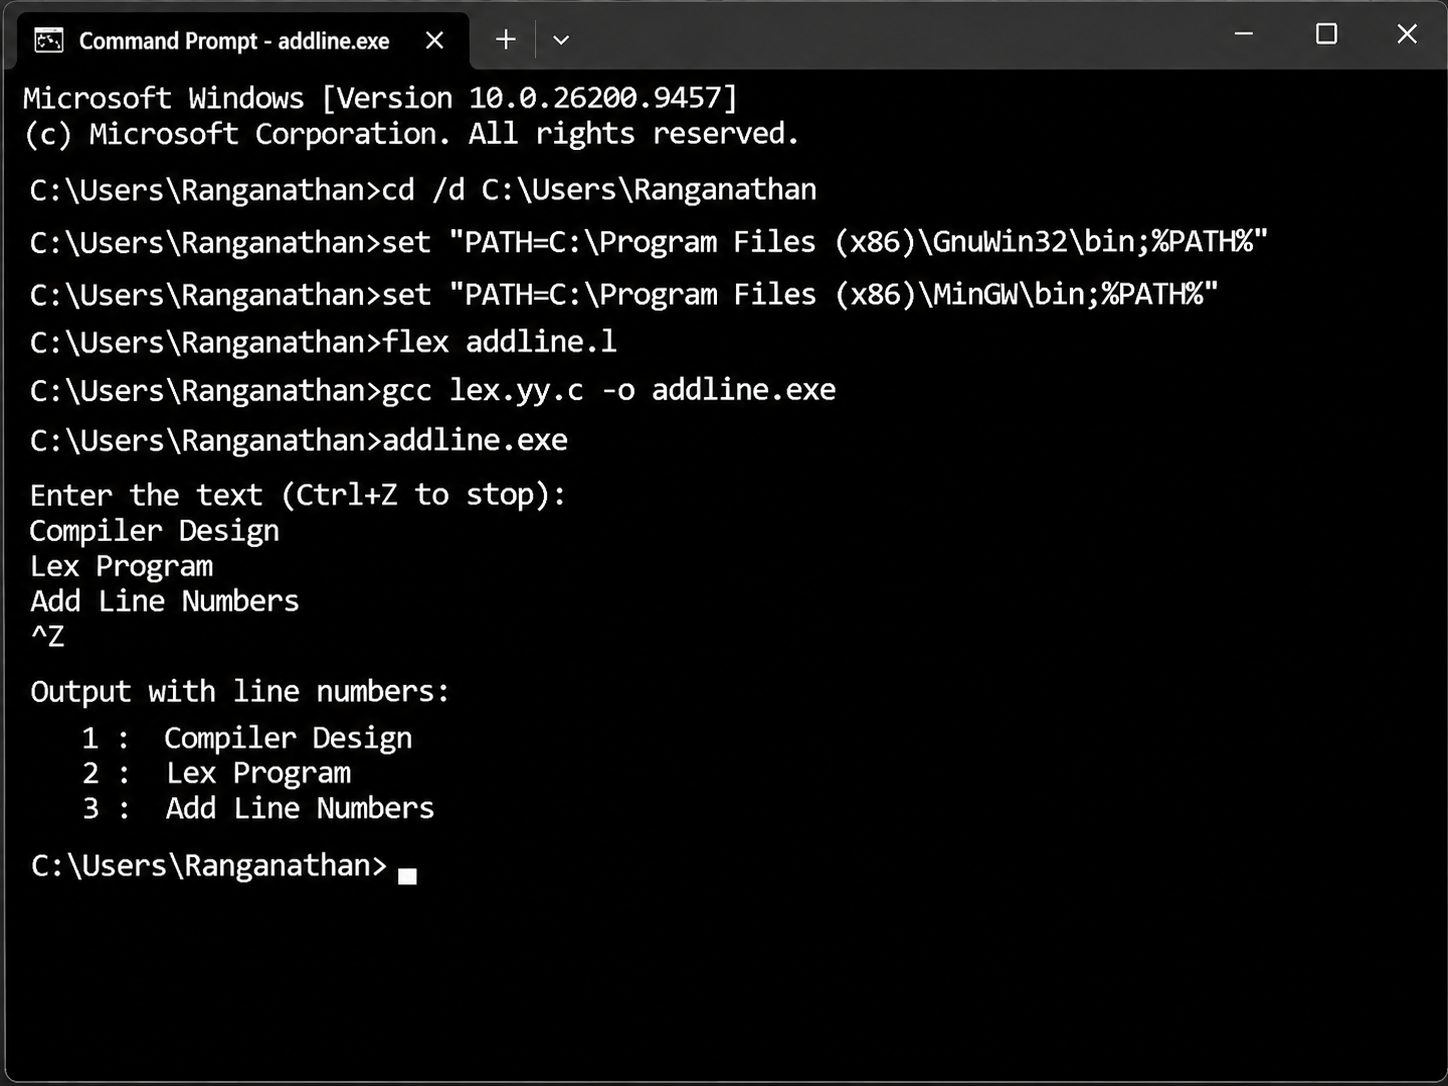 Command Prompt - addline.exe
Microsoft Windows [Version 10.0.26200.9457]
(c) Microsoft Corporation. All rights reserved.
C:\Users\Ranganathan>cd /d C:\Users\Ranganathan
C:\Users\Ranganathan>set "PATH=C:\Program Files (x86)\GnuWin32\bin;%PATH%"
C:\Users\Ranganathan>set "PATH=C:\Program Files (x86)\MinGW\bin;%PATH%"
C:\Users\Ranganathan>flex addline.l
C:\Users\Ranganathan>gcc lex.yy.c -o addline.exe
C:\Users\Ranganathan>addline.exe
Enter the text (Ctrl+Z to stop):
Compiler Design
Lex Program
Add Line Numbers
^Z
Output with line numbers:
1 : Compiler Design
2 : Lex Program
3 : Add Line Numbers
C:\Users\Ranganathan>